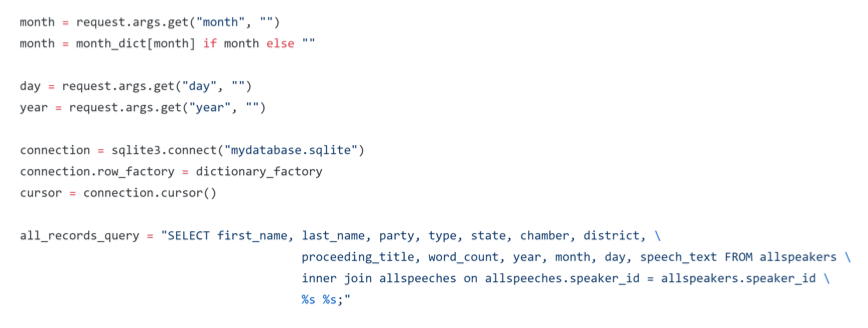 month = request.args.get("month", "")
month = month_dict[month] if month else ""
day = request.args.get("day", "")
year = request.args.get("year", "")
connection = sqlite3.connect("mydatabase.sqlite")
connection.row_factory = dictionary_factory
cursor = connection.cursor()
all_records_query = "SELECT first_name, last_name, party, type, state, chamber, district, \
proceeding_title, word_count, year, month, day, speech_text FROM allspeakers \
inner join allspeeches on allspeeches.speaker_id = allspeakers.speaker_id \
%s %s;"